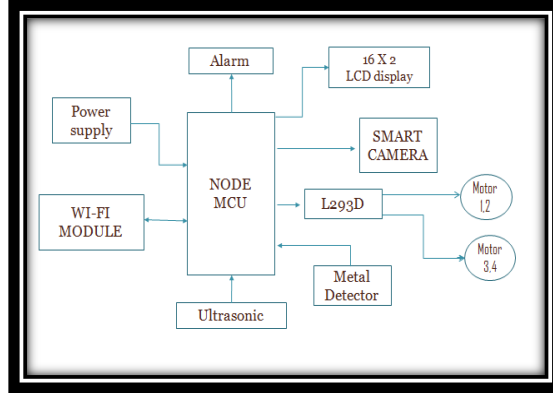 Alarm
16 X 2
LCD display
Power
supply
SMART
CAMERA
NODE
MCU
L293D
Motor
1,2
WI-FI
MODULE
Motor
3,4
Metal
Detector
Ultrasonic